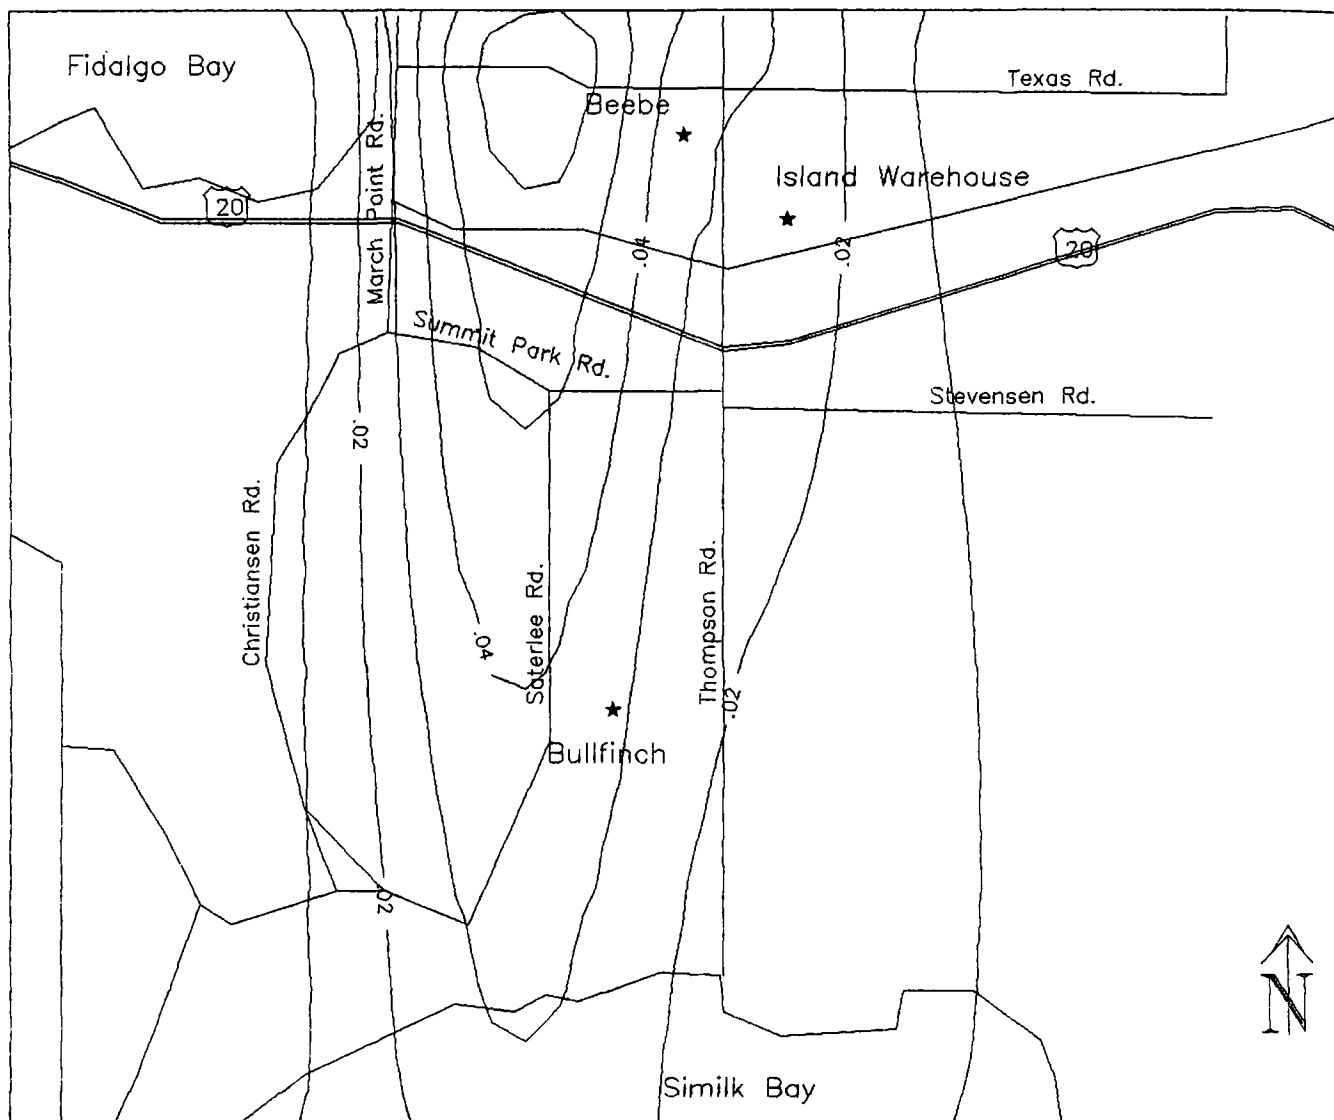 Fidalgo Bay
Texas Rd.
Beebe
March Point Rd.
Island Warehouse
20
.04
.02
20
Summit Park Rd.
Stevensen Rd.
.02
Christiansen Rd.
Saterlee Rd.
Thompson Rd.
.04
.02
Bullfinch
.02
N
Similk Bay